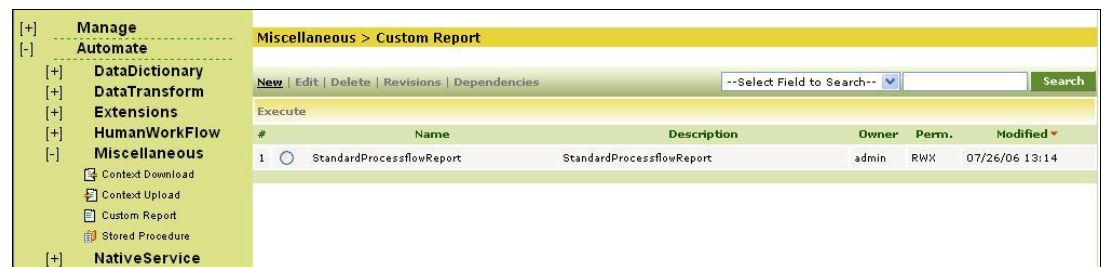 [+] Manage
[-] Automate
[+] DataDictionary
[+] DataTransform
[+] Extensions
[+] HumanWorkFlow
[-] Miscellaneous
Context Download
Context Upload
Custom Report
Stored Procedure
[+] NativeService
Miscellaneous > Custom Report
New | Edit | Delete | Revisions | Dependencies --Select Field to Search-- Search
Execute
# Name Description Owner Perm. Modified
1 StandardProcessflowReport StandardProcessflowReport admin RWX 07/26/06 13:14